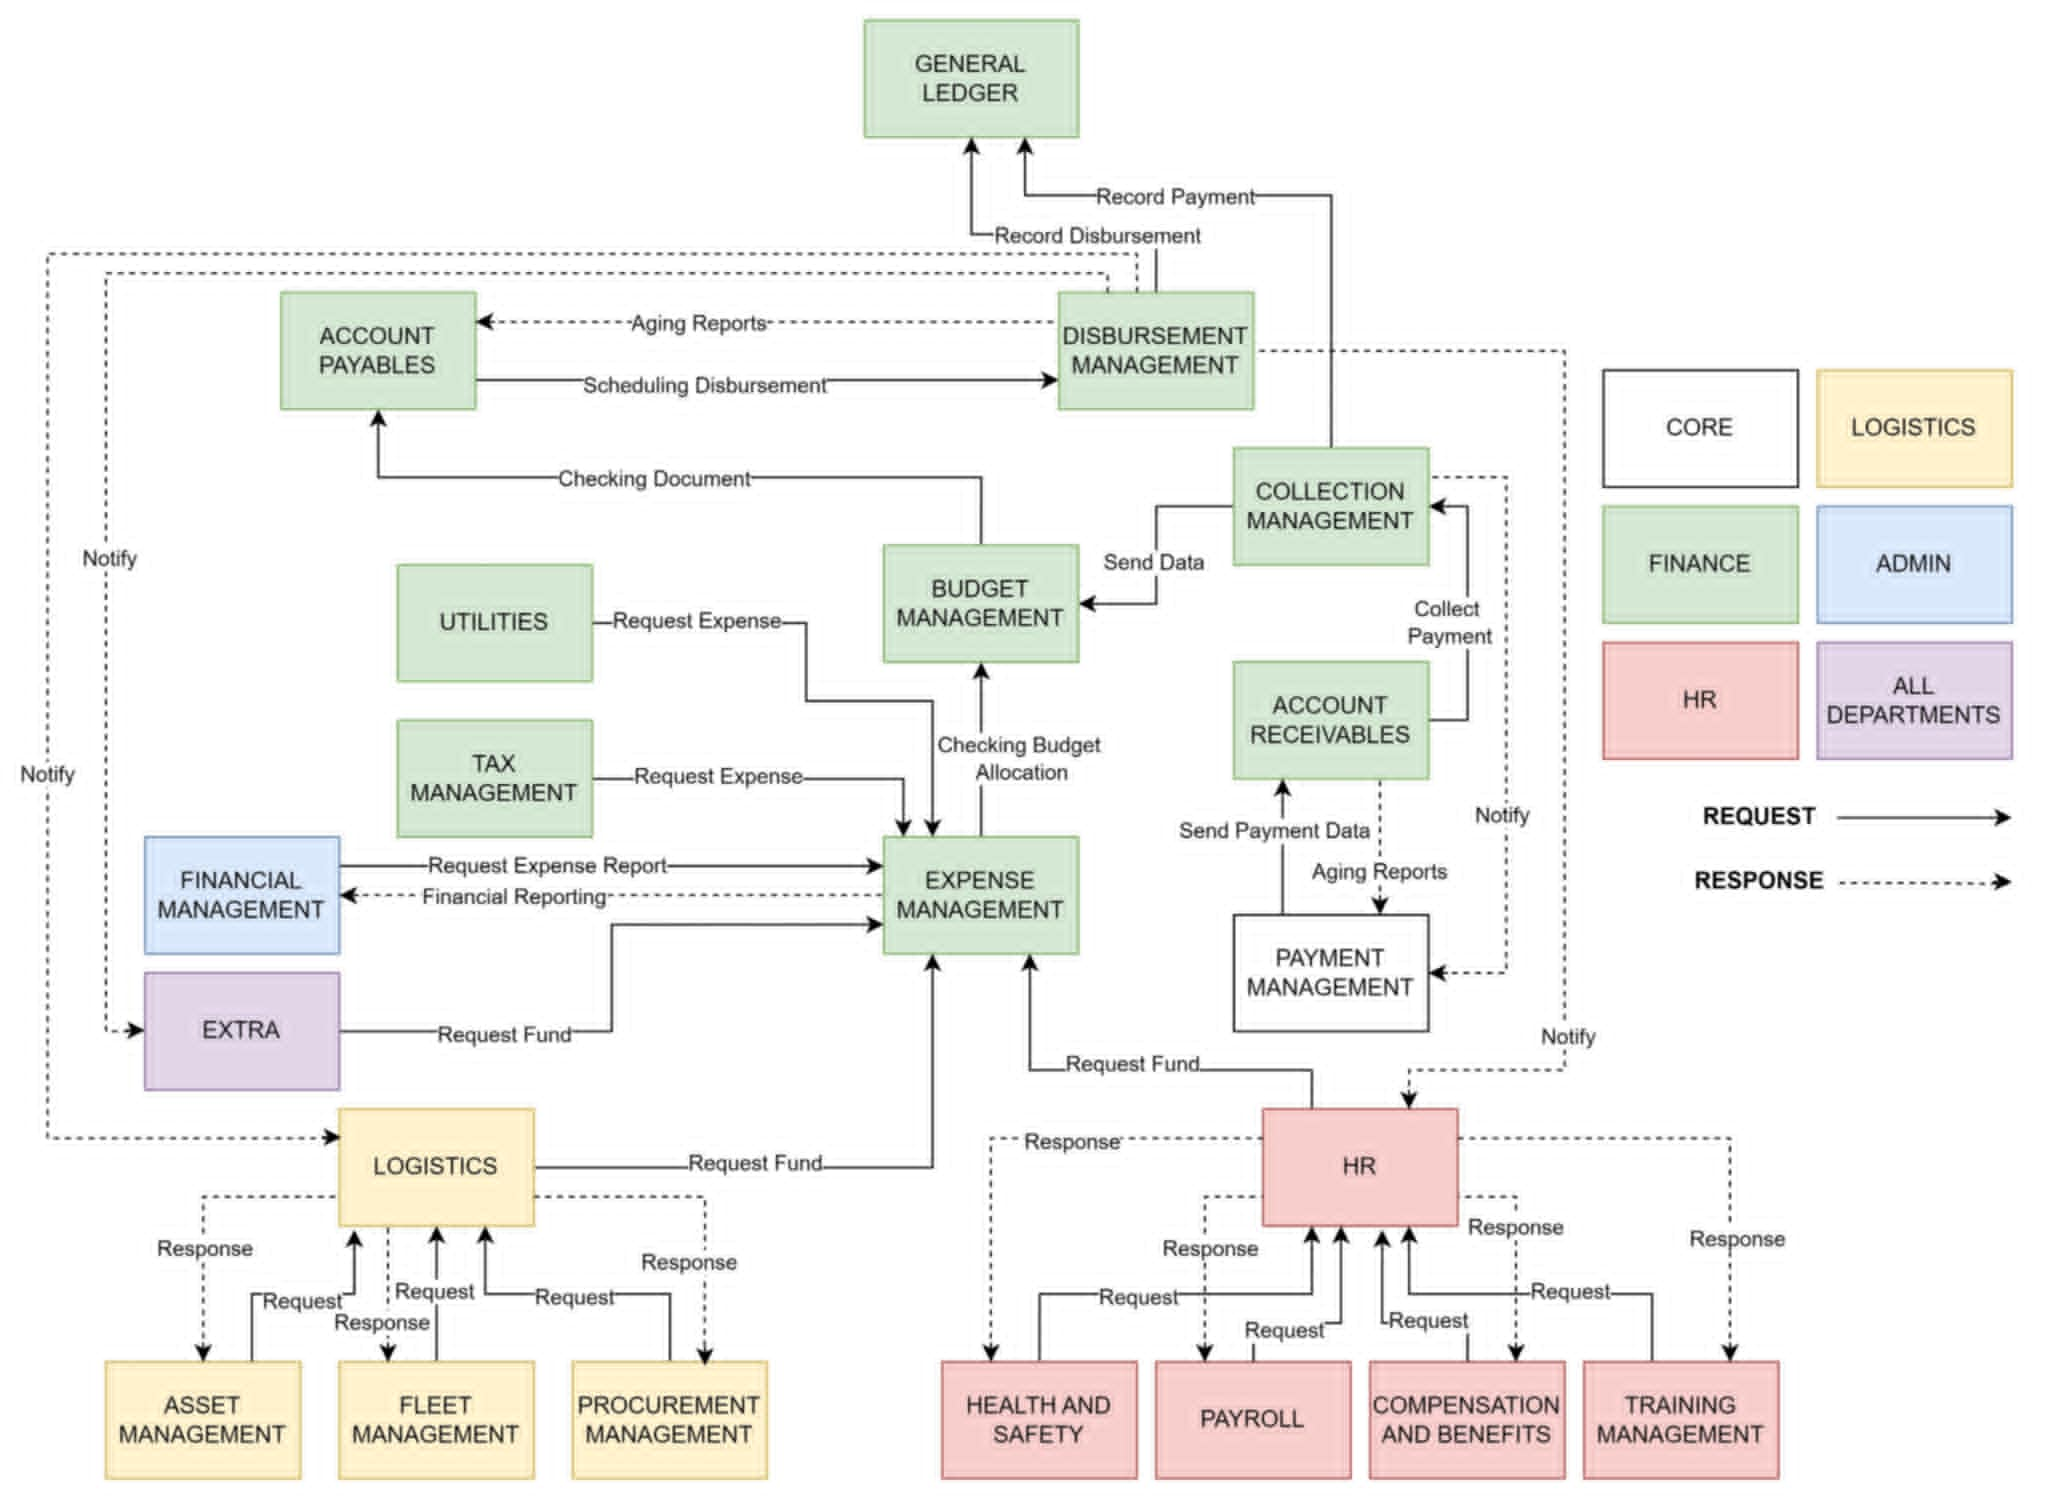 GENERAL
LEDGER
Record Payment
Record Disbursement
ACCOUNT
PAYABLES
Aging Reports
Scheduling Disbursement
DISBURSEMENT
MANAGEMENT
CORE
LOGISTICS
Checking Document
COLLECTION
MANAGEMENT
Notify
Send Data
FINANCE
ADMIN
UTILITIES
Request Expense
BUDGET
MANAGEMENT
Collect
Payment
HR
ALL
DEPARTMENTS
ACCOUNT
RECEIVABLES
Notify
TAX
MANAGEMENT
Request Expense
Checking Budget
Allocation
Send Payment Data
Notify
REQUEST
Aging Reports
RESPONSE
FINANCIAL
MANAGEMENT
Request Expense Report
Financial Reporting
EXPENSE
MANAGEMENT
PAYMENT
MANAGEMENT
EXTRA
Request Fund
Notify
Request Fund
LOGISTICS
Request Fund
Response
HR
Response
Response
Response
Response
Response
Request
Request
Response
Request
Request
Request
Request
Request
ASSET
MANAGEMENT
FLEET
MANAGEMENT
PROCUREMENT
MANAGEMENT
HEALTH AND
SAFETY
PAYROLL
COMPENSATION
AND BENEFITS
TRAINING
MANAGEMENT